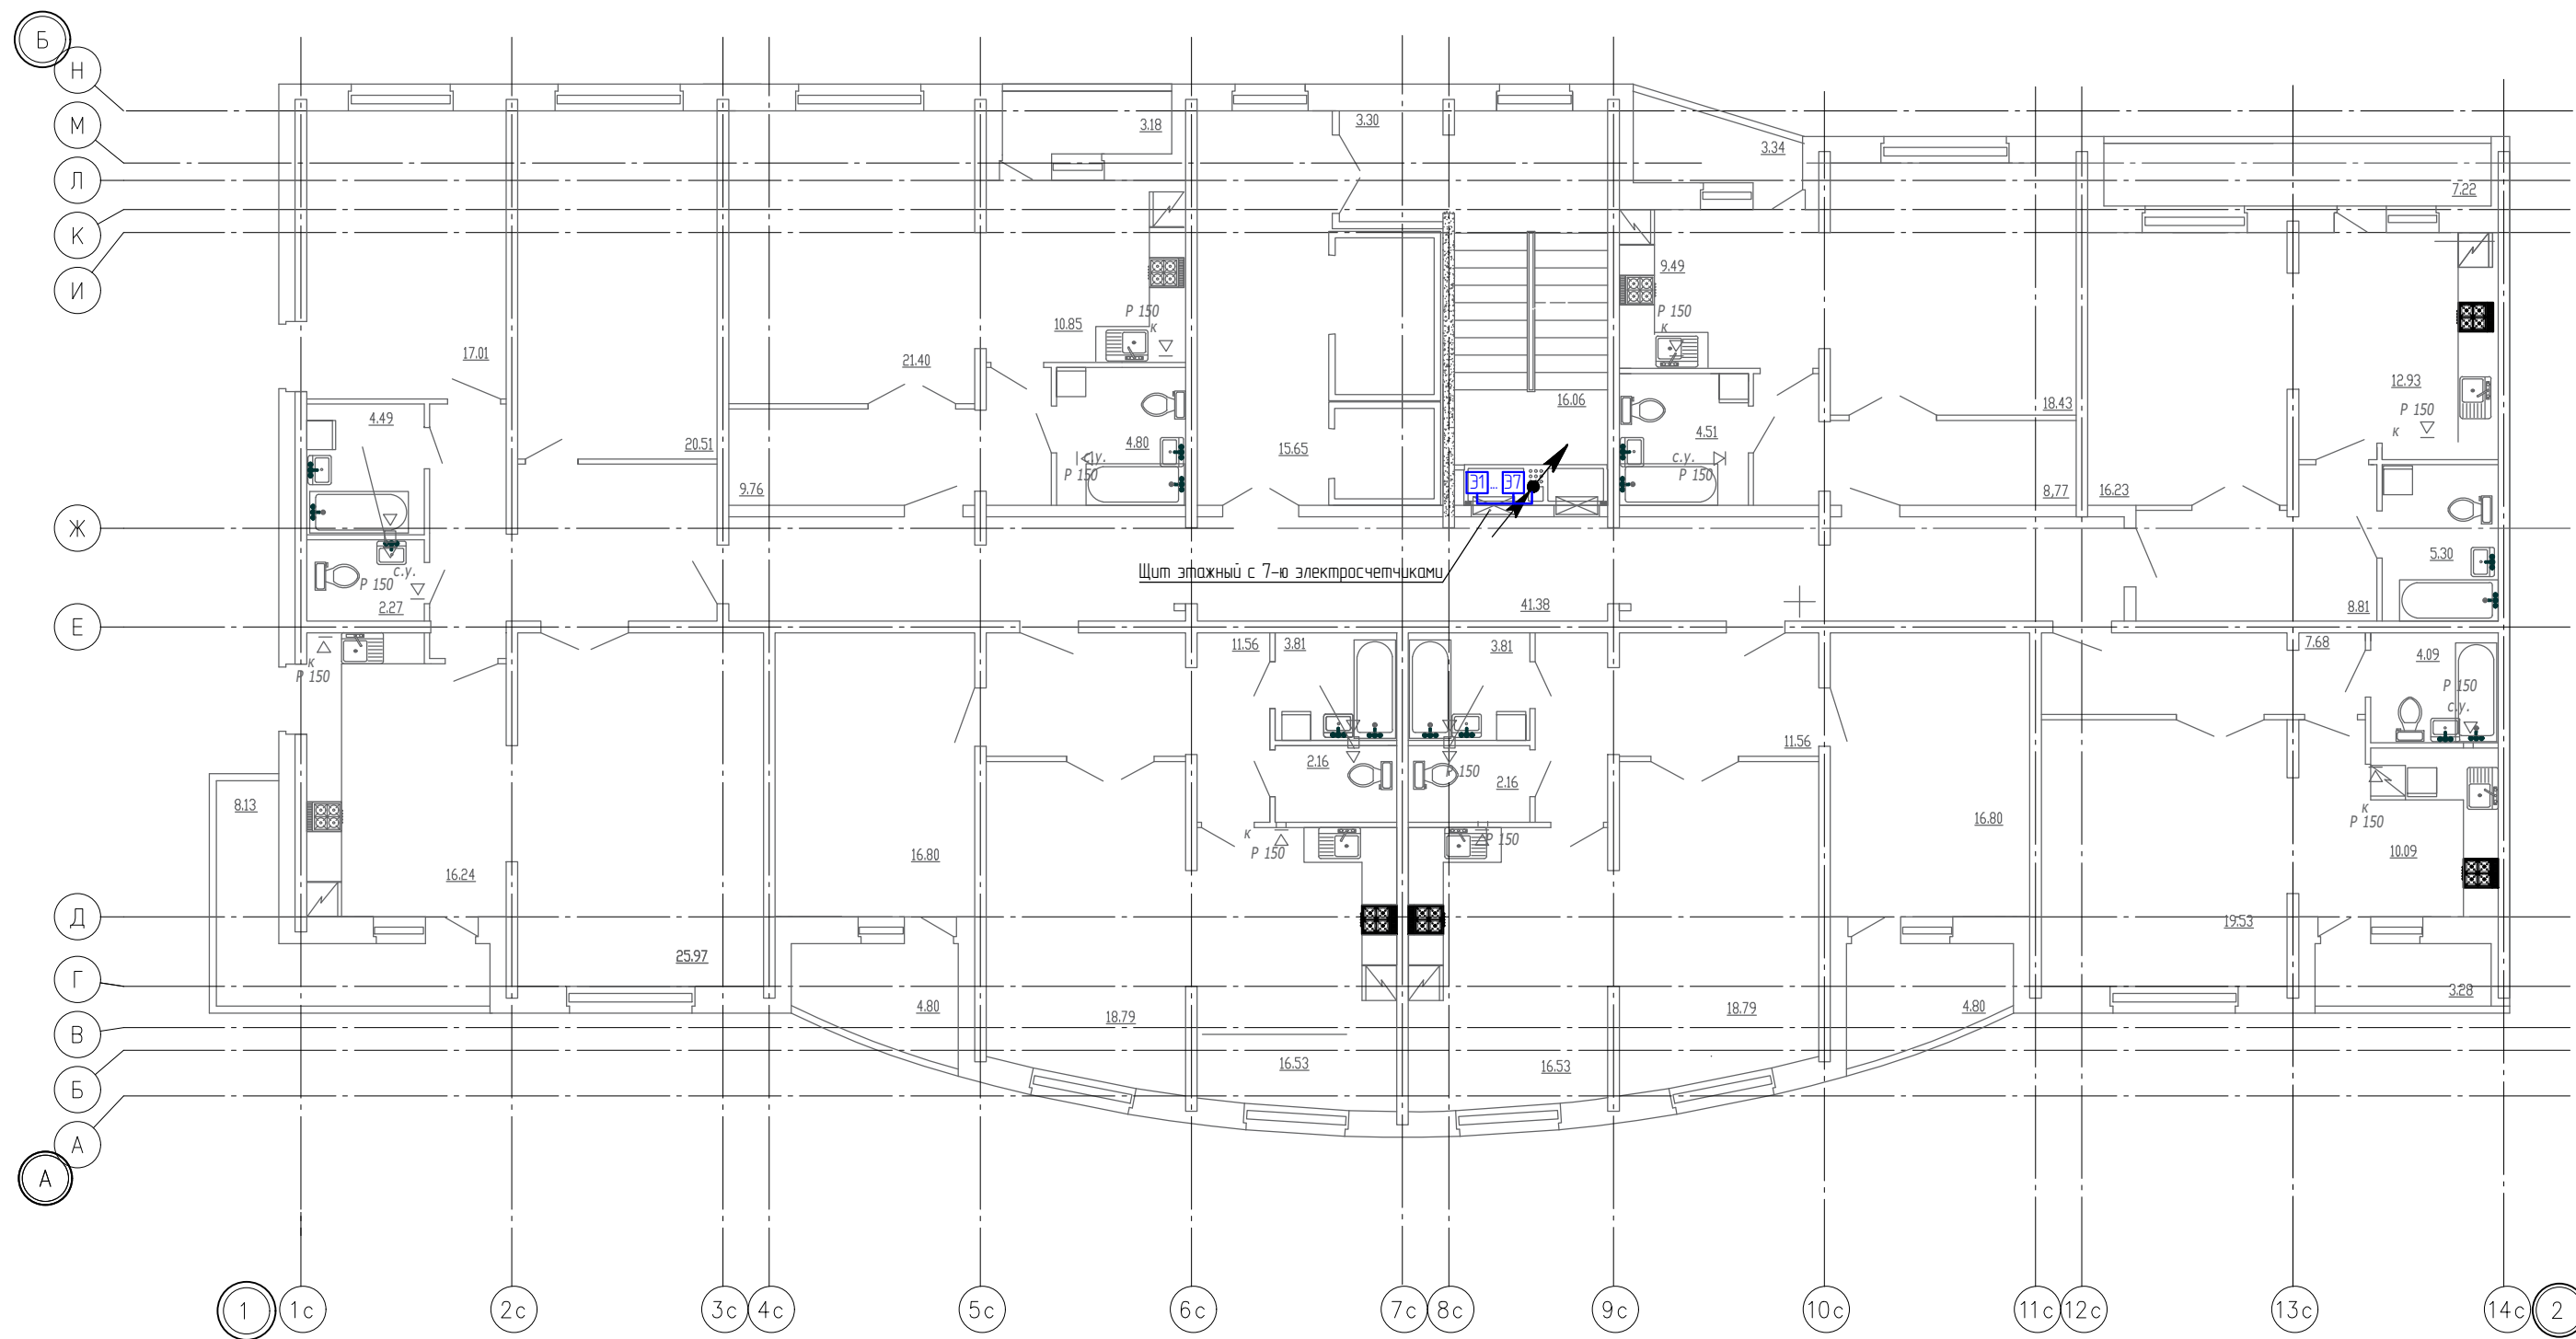 Б
Н
М
Л
К
И
Ж
Е
Д
Г
В
Б
А
А
3.18
3.30
3.34
7.22
9.49
Р 150
к
10.85
Р 150
к
17.01
21.40
12.93
Р 150
к
18.43
16.06
4.49
20.51
4.80
с.у.
Р 150
15.65
4.51
с.у.
Р 150
9.76
Э1 ... Э7
8,77
16.23
5.30
Щит этажный с 7-ю электросчетчиками
с.у.
Р 150
2.27
41.38
8.81
к
Р 150
11.56
3.81
3.81
7.68
4.09
Р 150
с.у.
11.56
2.16
Р 150
2.16
8.13
16.80
к
Р 150
к
Р 150
Р 150
16.80
10.09
16.24
19.53
25.97
4.80
18.79
18.79
4.80
3.28
16.53
16.53
1
1с
2с
3с
4с
5с
6с
7с
8с
9с
10с
11с
12с
13с
14с
2